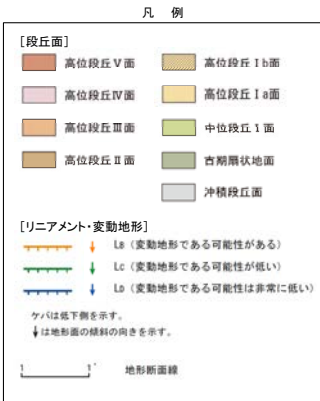 凡 例
[段丘面]
高位段丘Ⅴ面
高位段丘Ⅰb面
高位段丘Ⅳ面
高位段丘Ⅰa面
高位段丘Ⅲ面
中位段丘1面
高位段丘Ⅱ面
古期扇状地面
沖積段丘面
[リニアメント・変動地形]
LB (変動地形である可能性がある)
LC (変動地形である可能性が低い)
LD (変動地形である可能性は非常に低い)
ケバは低下側を示す。
↓は地形面の傾斜の向きを示す。
1 1' 地形断面線